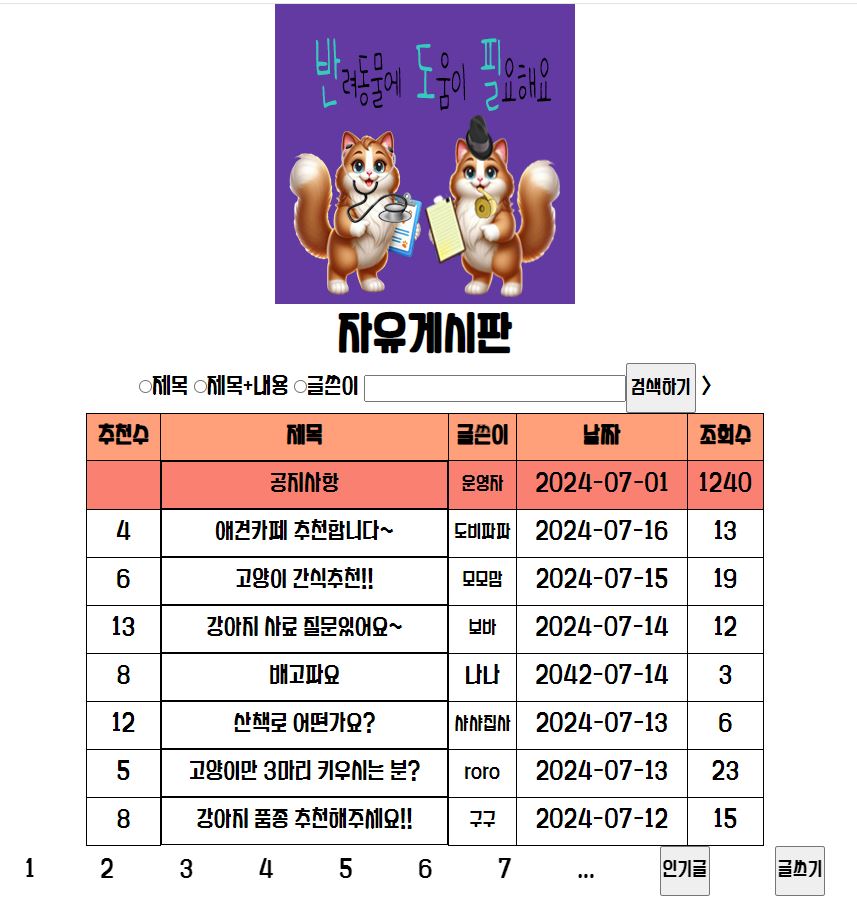 반려동물에 도움이 필요해요
자유게시판
제목 제목+내용 글쓴이 검색하기 >
추천수 제목 글쓴이 날짜 조회수
공지사항 운영자 2024-07-01 1240
4 애견카페 추천합니다~ 도비파파 2024-07-16 13
6 고양이 간식추천!! 모모맘 2024-07-15 19
13 강아지 사료 질문있어요~ 보바 2024-07-14 12
8 배고파요 나나 2042-07-14 3
12 산책로 어떤가요? 샤샤집사 2024-07-13 6
5 고양이만 3마리 키우시는 분? roro 2024-07-13 23
8 강아지 품종 추천해주세요!! 구구 2024-07-12 15
1 2 3 4 5 6 7 ... 인기글 글쓰기